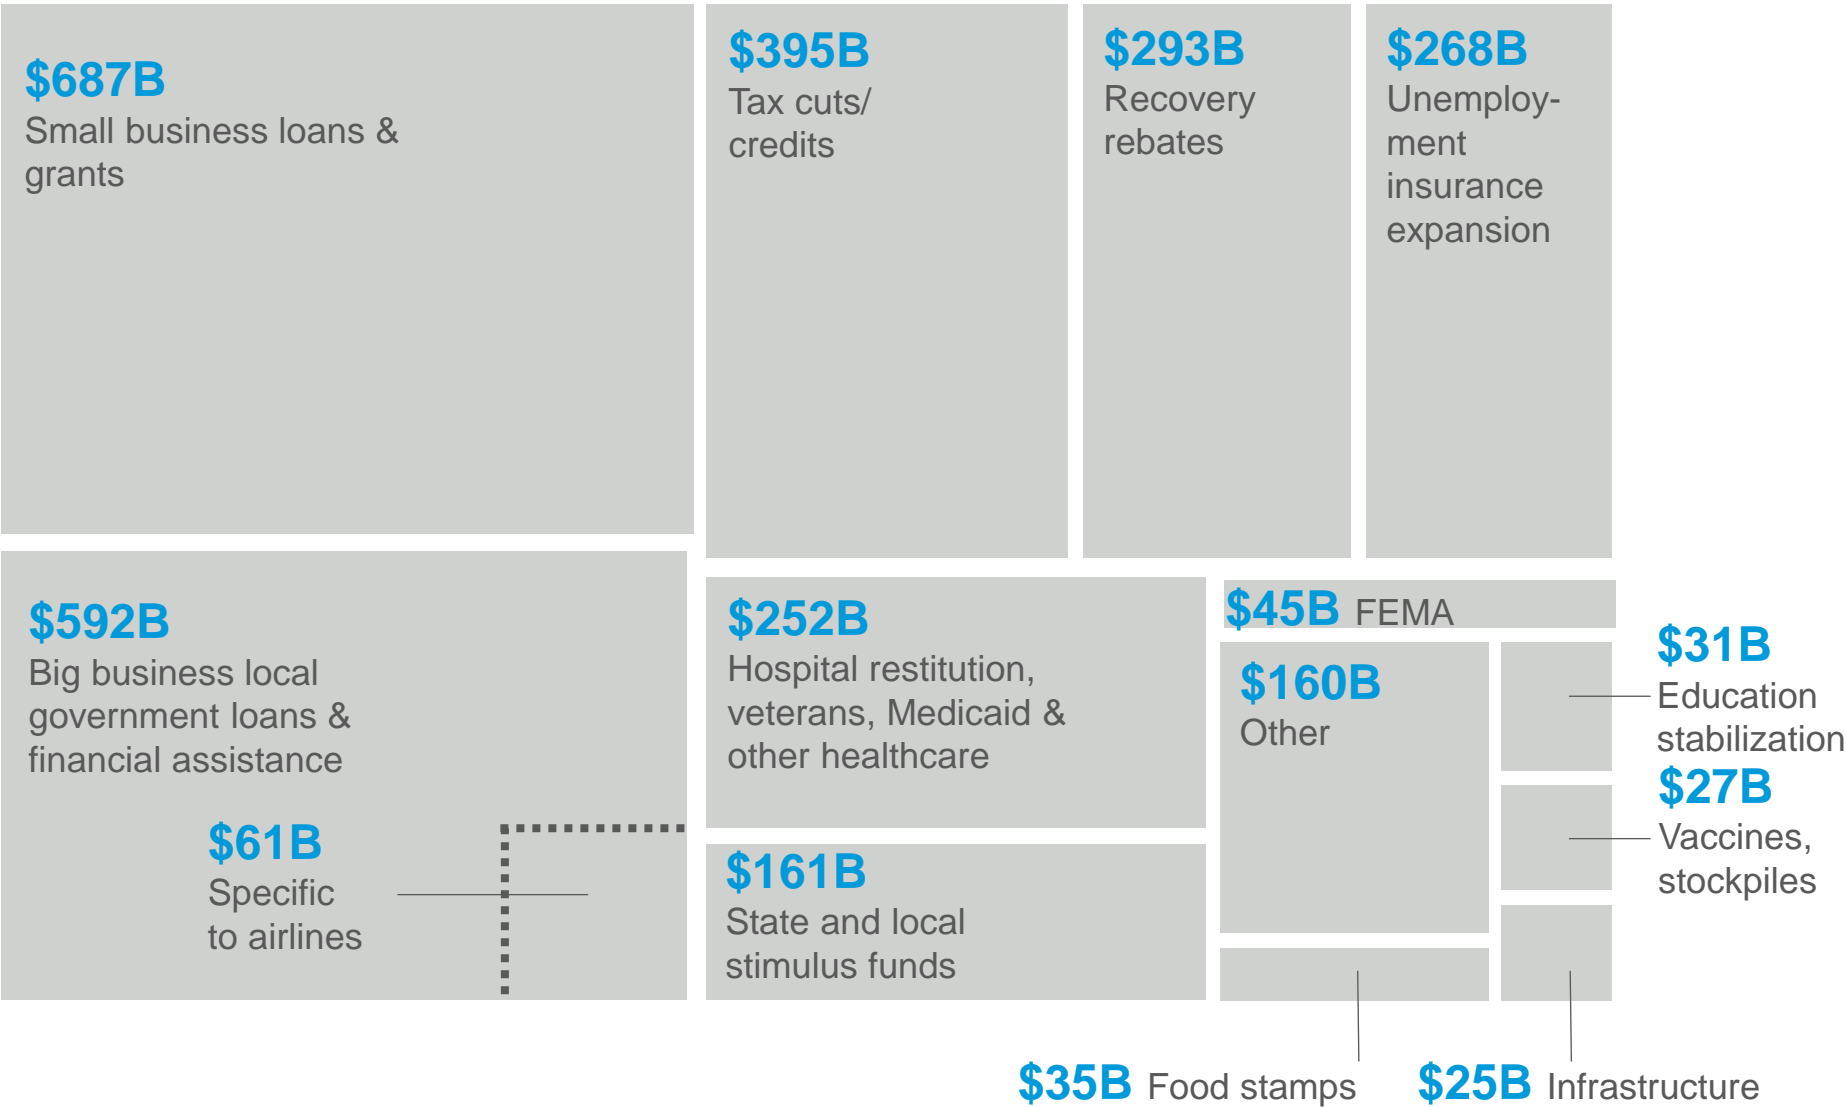 $687B
Small business loans &
grants
$395B
Tax cuts/
credits
$293B
Recovery
rebates
$268B
Unemploy-
ment
insurance
expansion
$592B
Big business local
government loans &
financial assistance
$61B
Specific
to airlines
$252B
Hospital restitution,
veterans, Medicaid &
other healthcare
$161B
State and local
stimulus funds
$45B FEMA
$160B
Other
$31B
Education
stabilization
$27B
Vaccines,
stockpiles
$35B Food stamps
$25B Infrastructure